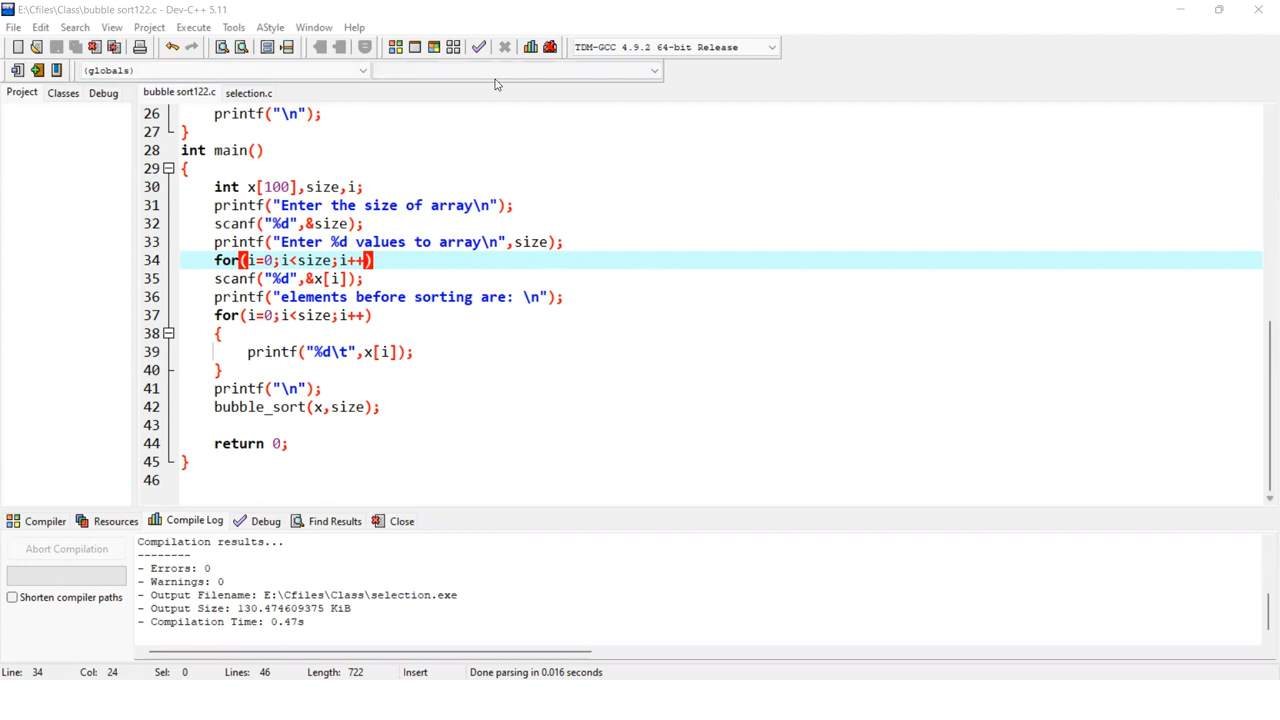 E:\Cfiles\Class\bubble sort122.c - Dev-C++ 5.11
File Edit Search View Project Execute Tools AStyle Window Help
TDM-GCC 4.9.2 64-bit Release
(globals)
Project Classes Debug bubble sort122.c selection.c
26 printf("\n");
27 }
28 int main()
29 {
30 int x[100],size,i;
31 printf("Enter the size of array\n");
32 scanf("%d",&size);
33 printf("Enter %d values to array\n",size);
34 for(i=0;i<size;i++)
35 scanf("%d",&x[i]);
36 printf("elements before sorting are: \n");
37 for(i=0;i<size;i++)
38 {
39 printf("%d\t",x[i]);
40 }
41 printf("\n");
42 bubble_sort(x,size);
43
44 return 0;
45 }
46
Compiler Resources Compile Log Debug Find Results Close
Abort Compilation
Shorten compiler paths
Compilation results...
--------
- Errors: 0
- Warnings: 0
- Output Filename: E:\Cfiles\Class\selection.exe
- Output Size: 130.474609375 KiB
- Compilation Time: 0.47s
Line: 34 Col: 24 Sel: 0 Lines: 46 Length: 722 Insert Done parsing in 0.016 seconds